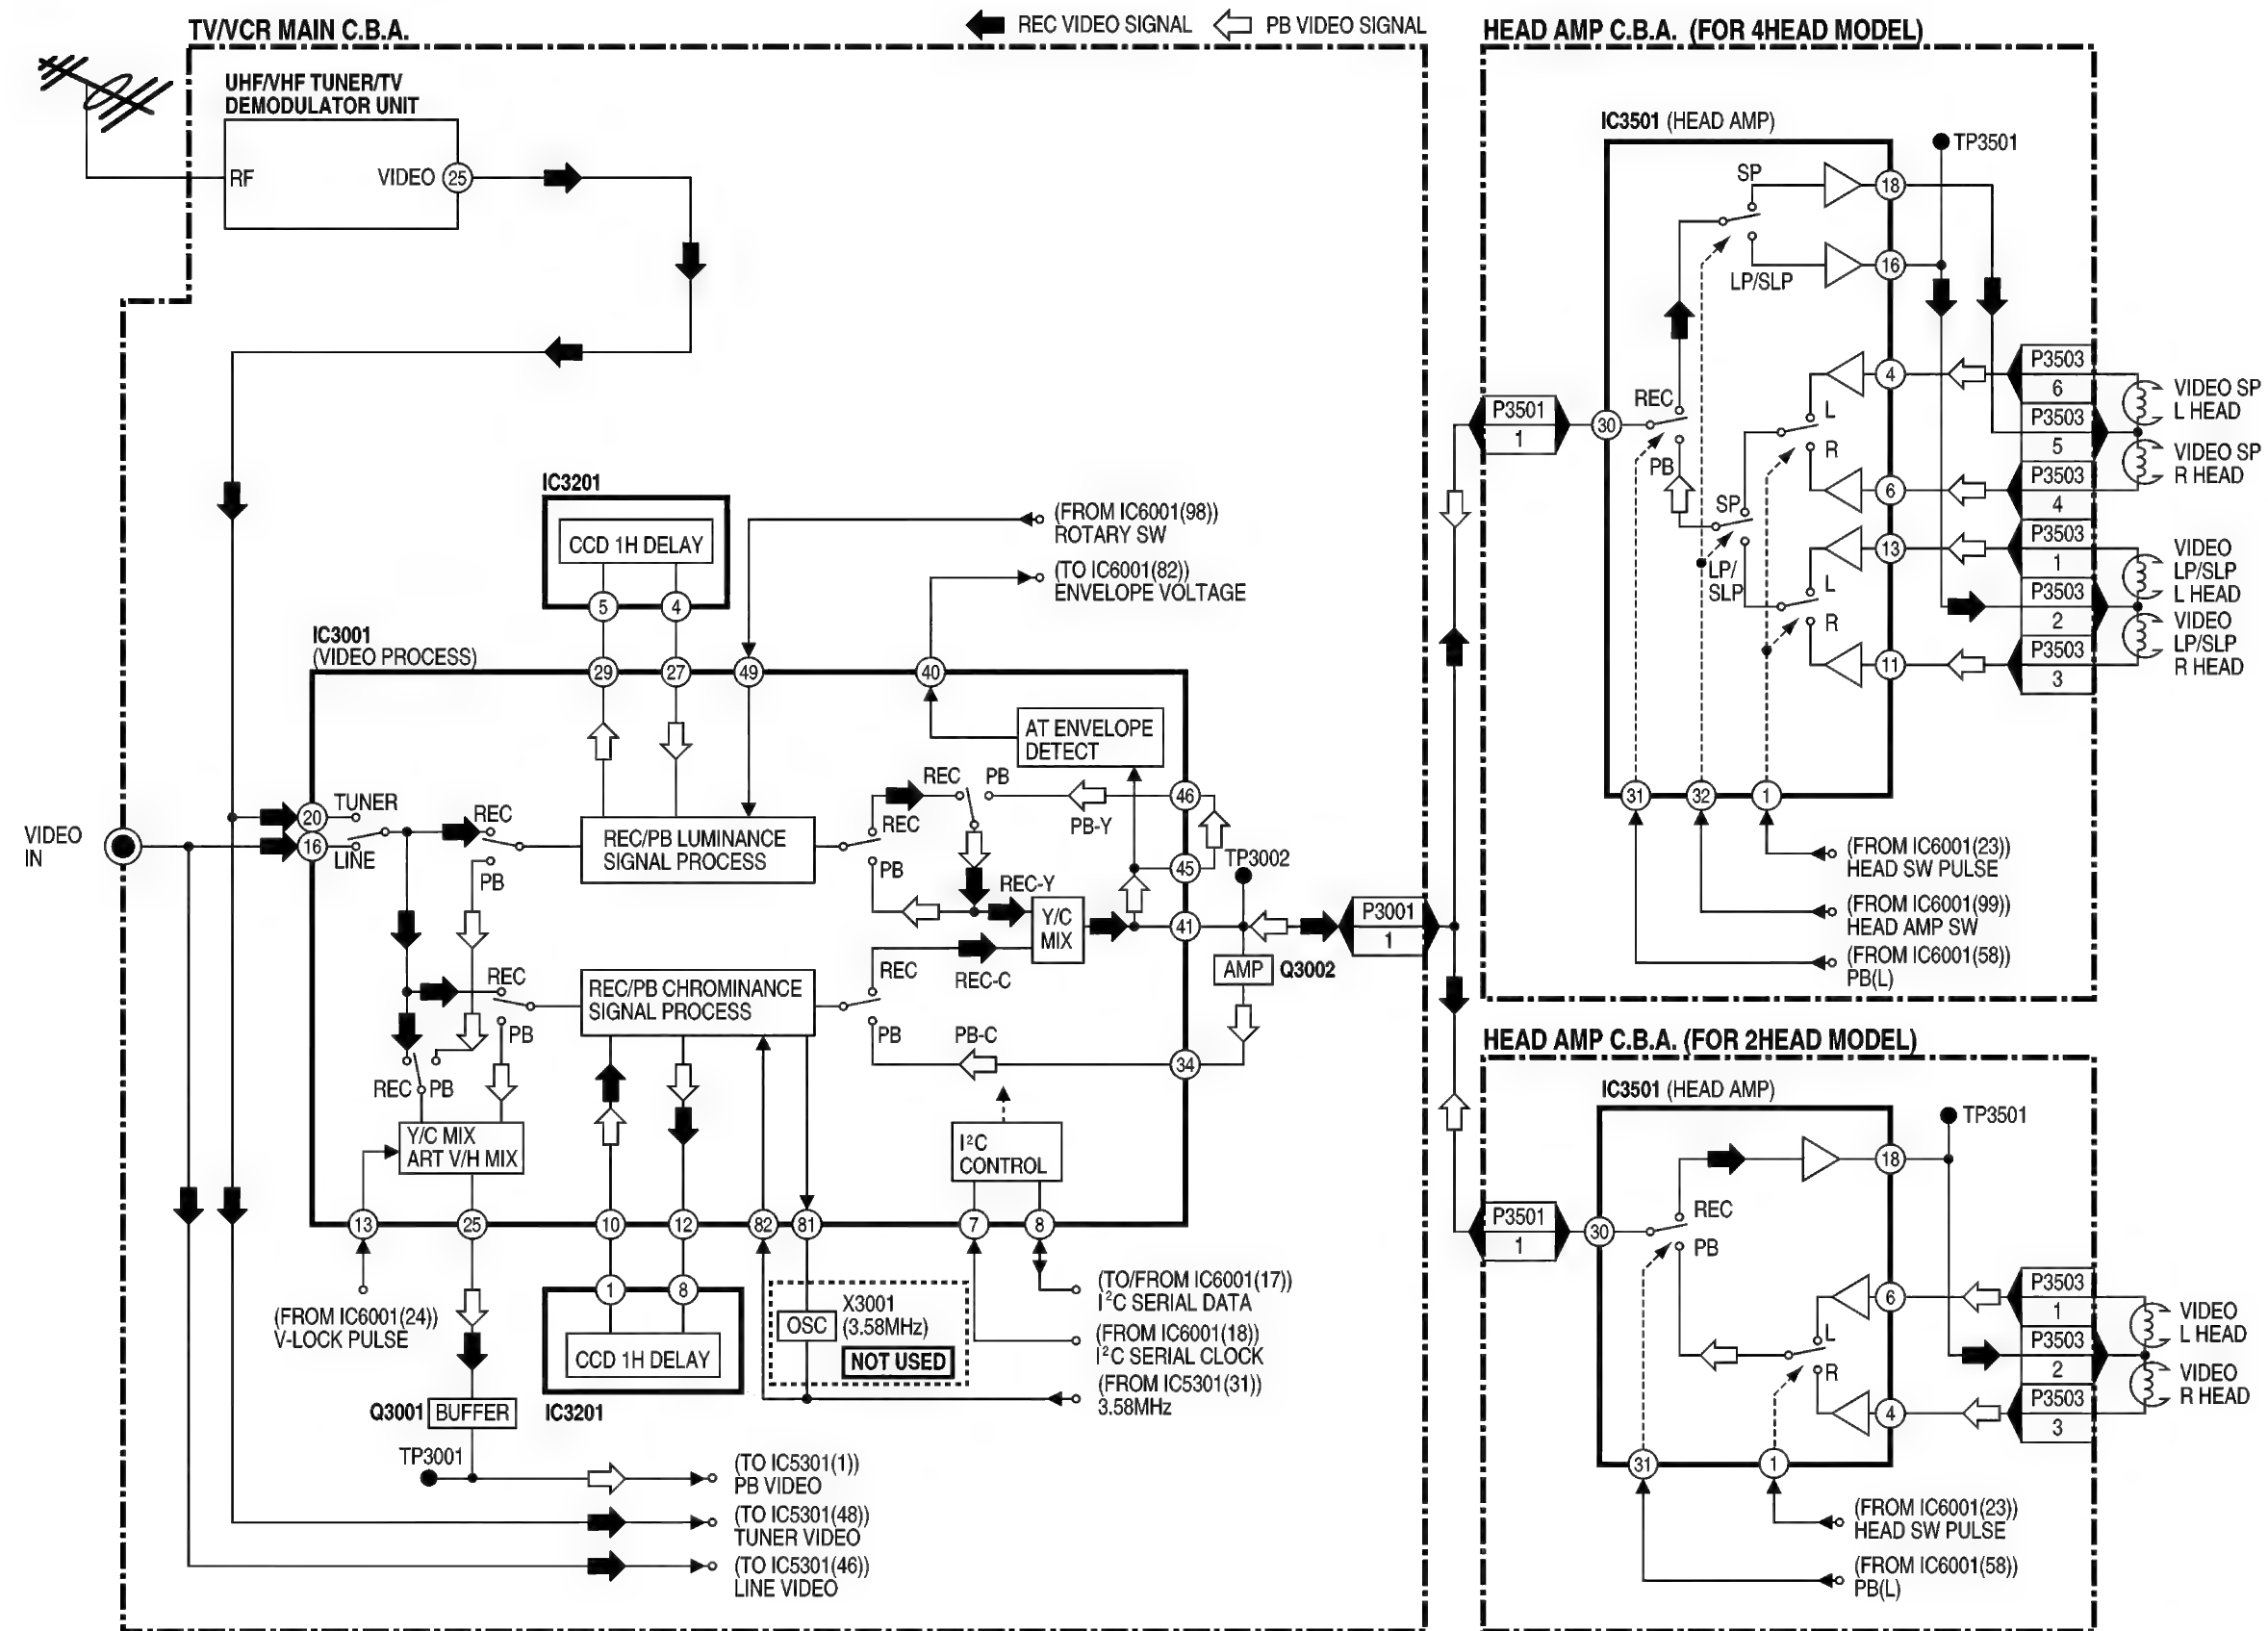 TV/VCR MAIN C.B.A.
REC VIDEO SIGNAL
PB VIDEO SIGNAL
UHF/VHF TUNER/TV
DEMODULATOR UNIT
RF
VIDEO
25
IC3201
CCD 1H DELAY
5
4
(FROM IC6001(98))
ROTARY SW
(TO IC6001(82))
ENVELOPE VOLTAGE
IC3001
(VIDEO PROCESS)
29
27
49
40
AT ENVELOPE
DETECT
VIDEO
IN
20
TUNER
16
LINE
REC
PB
REC/PB LUMINANCE
SIGNAL PROCESS
REC
PB
REC
PB
46
PB-Y
45
TP3002
REC-Y
Y/C
MIX
41
P3001
1
REC
PB
REC/PB CHROMINANCE
SIGNAL PROCESS
REC
PB
REC-C
PB-C
AMP
Q3002
34
REC
PB
Y/C MIX
ART V/H MIX
I²C
CONTROL
13
25
10
12
82
81
7
8
(FROM IC6001(24))
V-LOCK PULSE
1
8
CCD 1H DELAY
IC3201
OSC
X3001
(3.58MHz)
NOT USED
(TO/FROM IC6001(17))
I²C SERIAL DATA
(FROM IC6001(18))
I²C SERIAL CLOCK
(FROM IC5301(31))
3.58MHz
Q3001
BUFFER
TP3001
(TO IC5301(1))
PB VIDEO
(TO IC5301(48))
TUNER VIDEO
(TO IC5301(46))
LINE VIDEO
HEAD AMP C.B.A. (FOR 4HEAD MODEL)
IC3501 (HEAD AMP)
TP3501
SP
18
LP/SLP
16
P3501
1
30
REC
PB
4
L
R
6
SP
LP/
SLP
13
L
R
11
P3503
6
P3503
5
P3503
4
P3503
1
P3503
2
P3503
3
VIDEO SP
L HEAD
VIDEO SP
R HEAD
VIDEO
LP/SLP
L HEAD
VIDEO
LP/SLP
R HEAD
31
32
1
(FROM IC6001(23))
HEAD SW PULSE
(FROM IC6001(99))
HEAD AMP SW
(FROM IC6001(58))
PB(L)
HEAD AMP C.B.A. (FOR 2HEAD MODEL)
IC3501 (HEAD AMP)
TP3501
18
P3501
1
30
REC
PB
6
L
R
4
P3503
1
P3503
2
P3503
3
VIDEO
L HEAD
VIDEO
R HEAD
31
1
(FROM IC6001(23))
HEAD SW PULSE
(FROM IC6001(58))
PB(L)